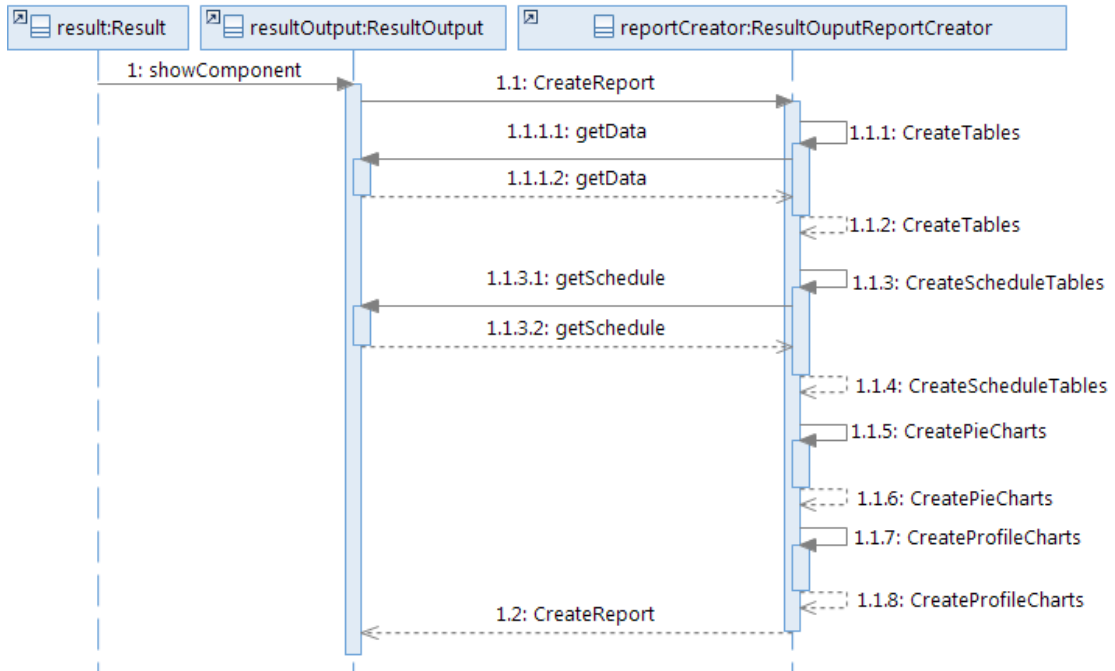 result:Result
resultOutput:ResultOutput
reportCreator:ResultOuputReportCreator
1: showComponent
1.1: CreateReport
1.1.1: CreateTables
1.1.1.1: getData
1.1.1.2: getData
1.1.2: CreateTables
1.1.3: CreateScheduleTables
1.1.3.1: getSchedule
1.1.3.2: getSchedule
1.1.4: CreateScheduleTables
1.1.5: CreatePieCharts
1.1.6: CreatePieCharts
1.1.7: CreateProfileCharts
1.1.8: CreateProfileCharts
1.2: CreateReport